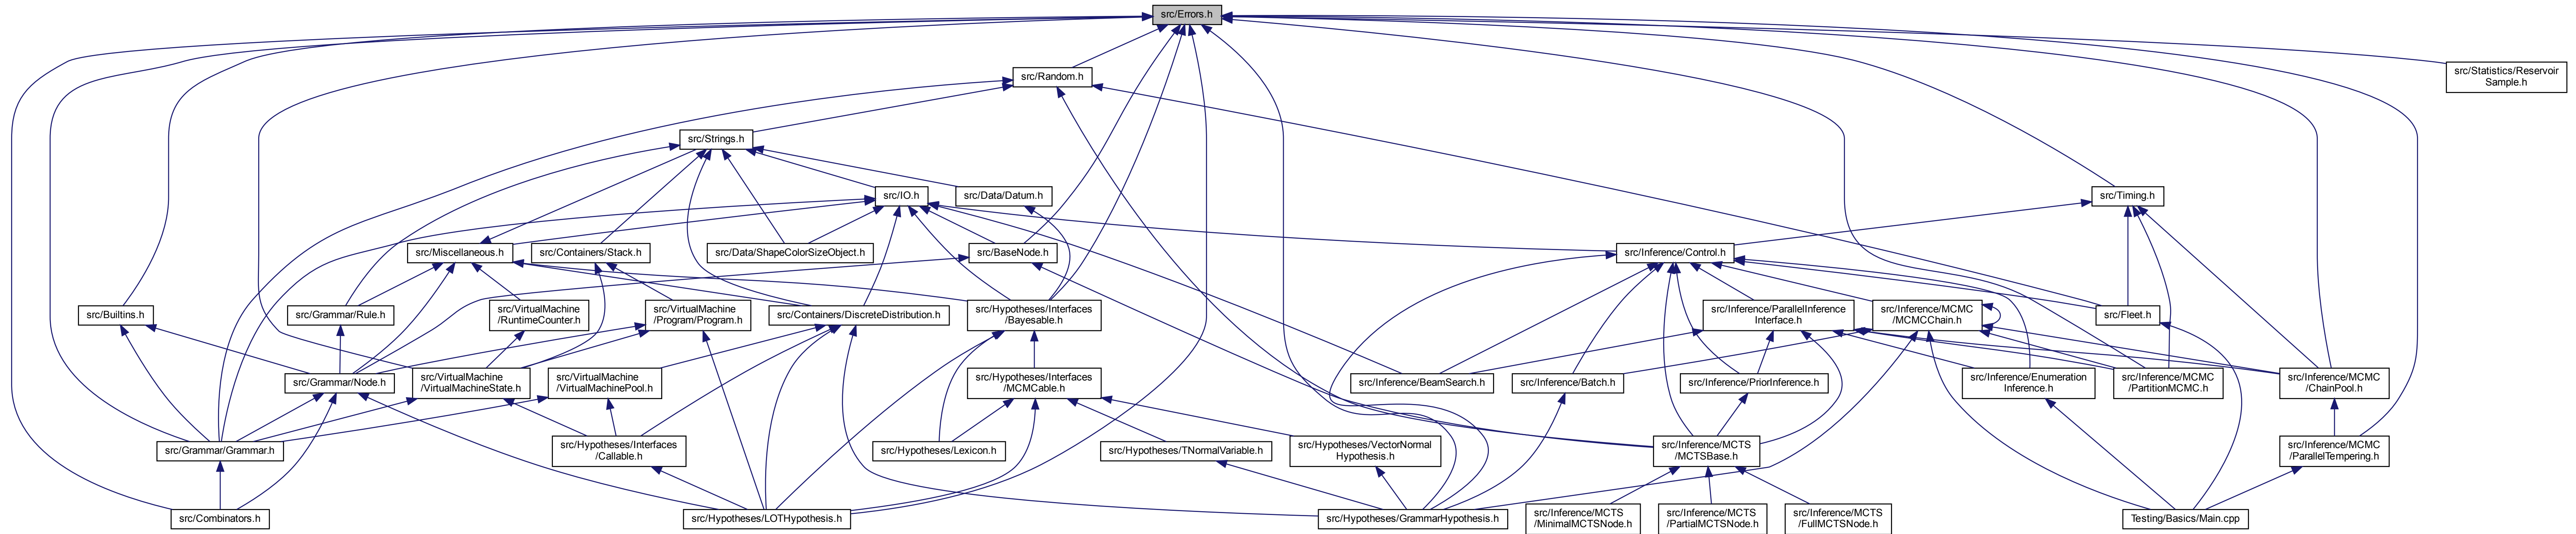 src/Errors.h
src/Random.h
src/Statistics/Reservoir
Sample.h
src/Strings.h
src/IO.h
src/Data/Datum.h
src/Timing.h
src/Miscellaneous.h
src/Containers/Stack.h
src/Data/ShapeColorSizeObject.h
src/BaseNode.h
src/Inference/Control.h
src/Builtins.h
src/Grammar/Rule.h
src/VirtualMachine
/RuntimeCounter.h
src/VirtualMachine
/Program/Program.h
src/Containers/DiscreteDistribution.h
src/Hypotheses/Interfaces
/Bayesable.h
src/Inference/ParallelInference
Interface.h
src/Inference/MCMC
/MCMCChain.h
src/Fleet.h
src/Grammar/Node.h
src/VirtualMachine
/VirtualMachineState.h
src/VirtualMachine
/VirtualMachinePool.h
src/Hypotheses/Interfaces
/MCMCable.h
src/Inference/BeamSearch.h
src/Inference/Batch.h
src/Inference/PriorInference.h
src/Inference/Enumeration
Inference.h
src/Inference/MCMC
/PartitionMCMC.h
src/Inference/MCMC
/ChainPool.h
src/Grammar/Grammar.h
src/Hypotheses/Interfaces
/Callable.h
src/Hypotheses/Lexicon.h
src/Hypotheses/TNormalVariable.h
src/Hypotheses/VectorNormal
Hypothesis.h
src/Inference/MCTS
/MCTSBase.h
src/Inference/MCMC
/ParallelTempering.h
src/Combinators.h
src/Hypotheses/LOTHypothesis.h
src/Hypotheses/GrammarHypothesis.h
src/Inference/MCTS
/MinimalMCTSNode.h
src/Inference/MCTS
/PartialMCTSNode.h
src/Inference/MCTS
/FullMCTSNode.h
Testing/Basics/Main.cpp